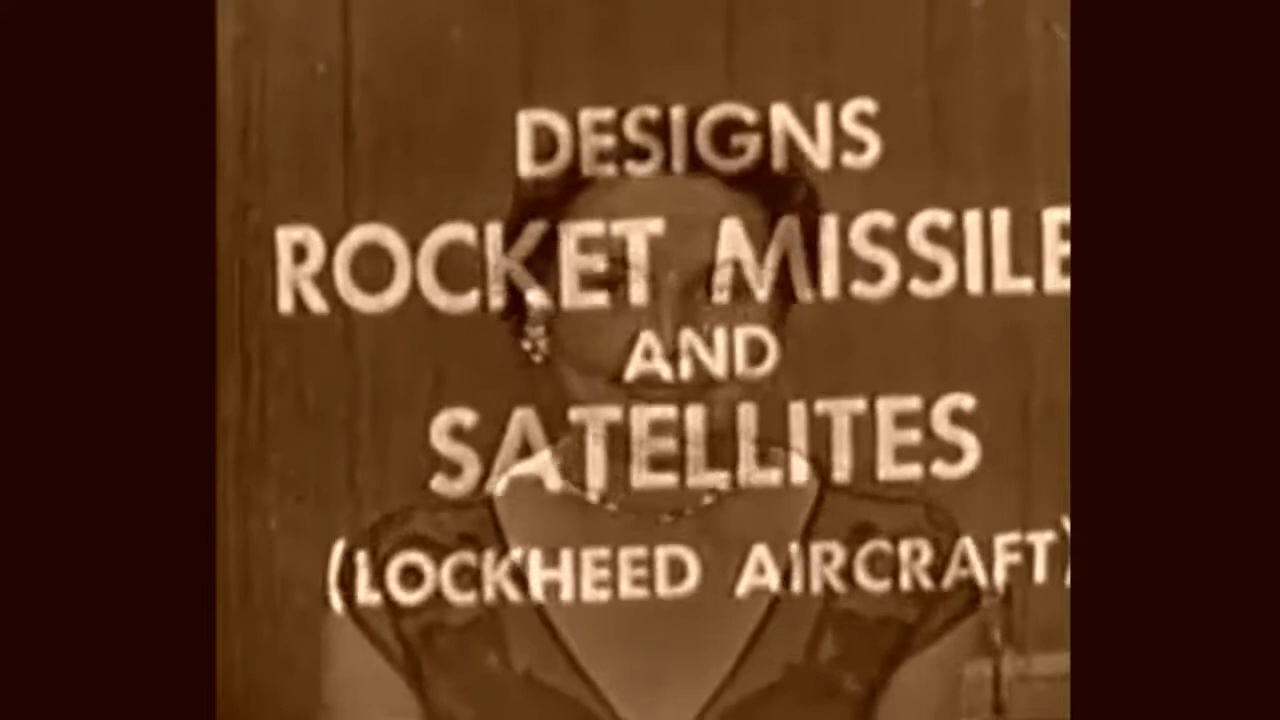 DESIGNS
ROCKET MISSILE
AND
SATELLITES
(LOCKHEED AIRCRAFT)